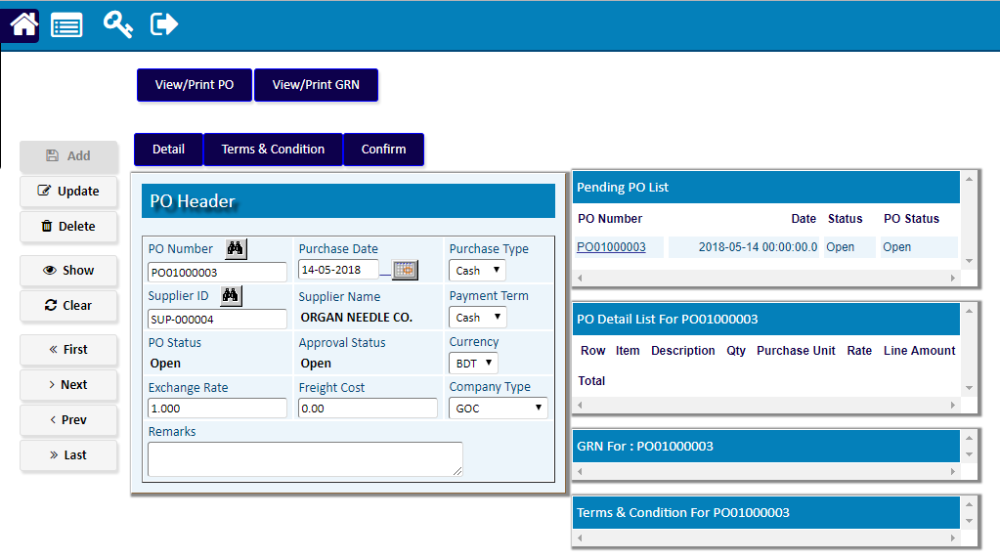 View/Print PO View/Print GRN
Detail Terms & Condition Confirm
Add
Update
Delete
Show
Clear
First
Next
Prev
Last
PO Header
PO Number Purchase Date Purchase Type
PO01000003 14-05-2018 Cash
Supplier ID Supplier Name Payment Term
SUP-000004 ORGAN NEEDLE CO. Cash
PO Status Approval Status Currency
Open Open BDT
Exchange Rate Freight Cost Company Type
1.000 0.00 GOC
Remarks
Pending PO List
PO Number Date Status PO Status
PO01000003 2018-05-14 00:00:00.0 Open Open
PO Detail List For PO01000003
Row Item Description Qty Purchase Unit Rate Line Amount
Total
GRN For : PO01000003
Terms & Condition For PO01000003